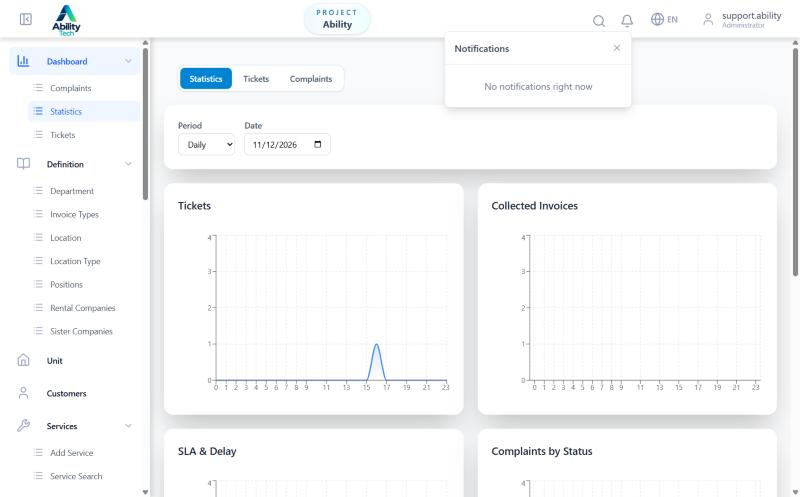 Ability
Tech
PROJECT
Ability
EN
support.ability
Administrator
Dashboard
Complaints
Statistics
Tickets
Definition
Department
Invoice Types
Location
Location Type
Positions
Rental Companies
Sister Companies
Unit
Customers
Services
Add Service
Service Search
Notifications
No notifications right now
Statistics Tickets Complaints
Period Date
Daily 11/12/2026
Tickets
4
3
2
1
0
0 1 2 3 4 5 6 7 8 9 11 13 15 17 19 21 23
Collected Invoices
4
3
2
1
0
0 1 2 3 4 5 6 7 8 9 11 13 15 17 19 21 23
SLA & Delay
4
Complaints by Status
4